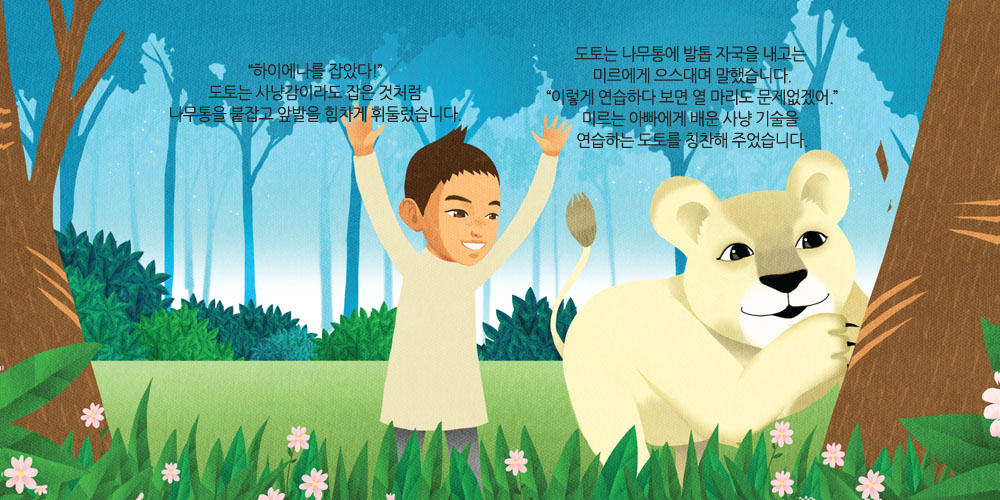 “하이에나를 잡았다!”
도토는 사냥감이라도 잡은 것처럼
나무통을 붙잡고 앞발을 힘차게 휘둘렀습니다.
도토는 나무통에 발톱 자국을 내고는
미르에게 으스대며 말했습니다.
“이렇게 연습하다 보면 열 마리도 문제없겠어.”
미르는 아빠에게 배운 사냥 기술을
연습하는 도토를 칭찬해 주었습니다.